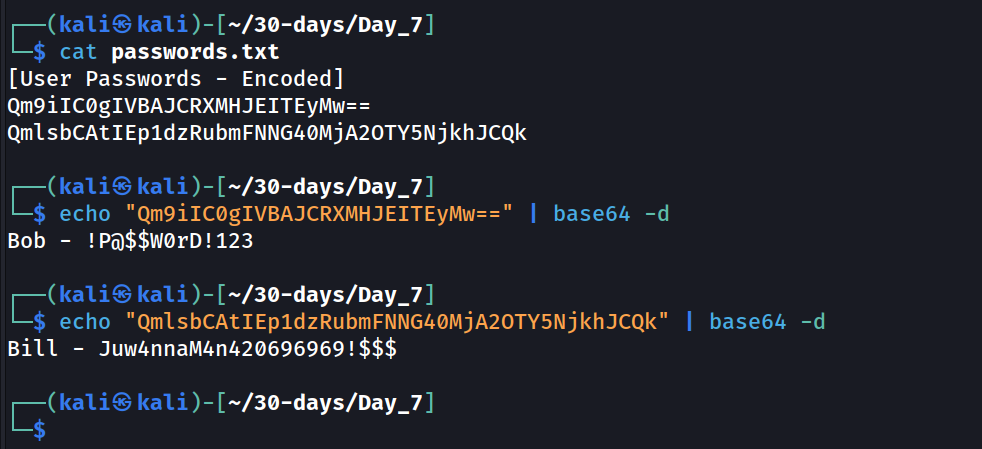 ┌──(kali㉿kali)-[~/30-days/Day_7]
└─$ cat passwords.txt
[User Passwords - Encoded]
Qm9iIC0gIVBAJCRXMHJEITEyMw==
QmlsbCAtIEp1dzRubmFNNG40MjA2OTY5NjkhJCQk
┌──(kali㉿kali)-[~/30-days/Day_7]
└─$ echo "Qm9iIC0gIVBAJCRXMHJEITEyMw==" | base64 -d
Bob - !P@$$W0rD!123
┌──(kali㉿kali)-[~/30-days/Day_7]
└─$ echo "QmlsbCAtIEp1dzRubmFNNG40MjA2OTY5NjkhJCQk" | base64 -d
Bill - Juw4nnaM4n420696969!$$$
┌──(kali㉿kali)-[~/30-days/Day_7]
└─$